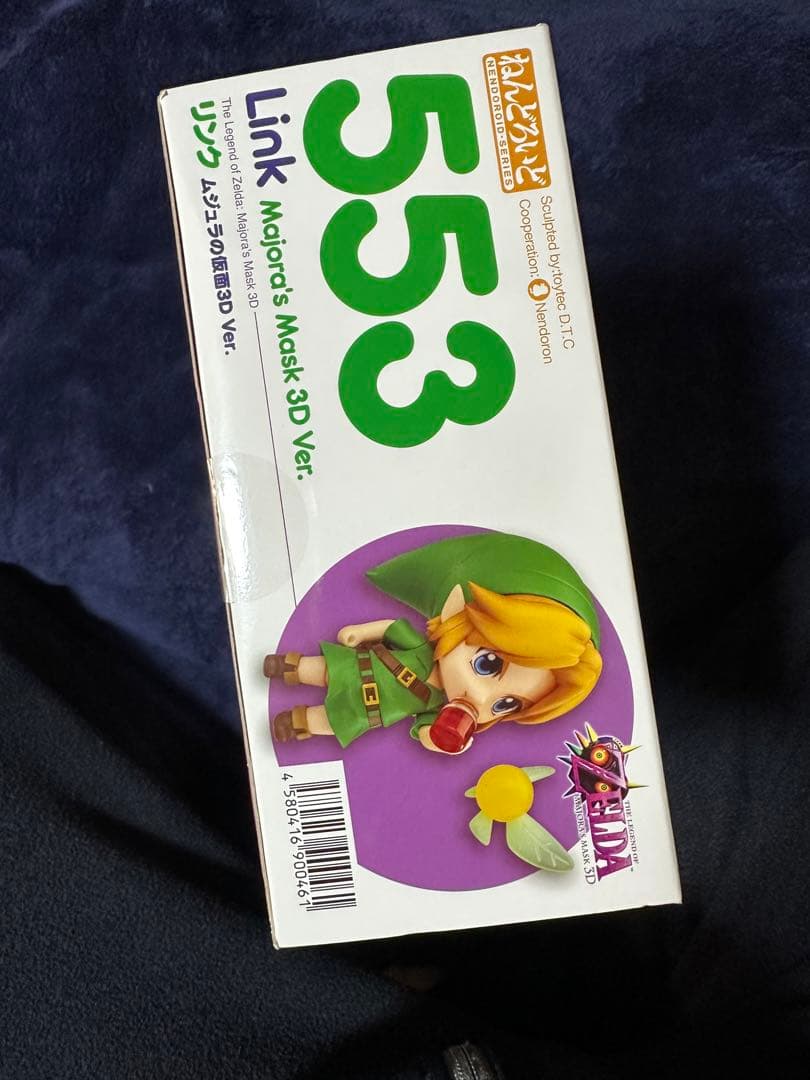 ねんどろいど
NENDOROID・SERIES
Sculpted by:toytec D.T.C
Cooperation: Nendoron
553
Link Majora's Mask 3D Ver.
The Legend of Zelda: Majora's Mask 3D
リンク ムジュラの仮面3D Ver.
THE LEGEND OF
ZELDA
MAJORA'S MASK 3D
4 580416 900461